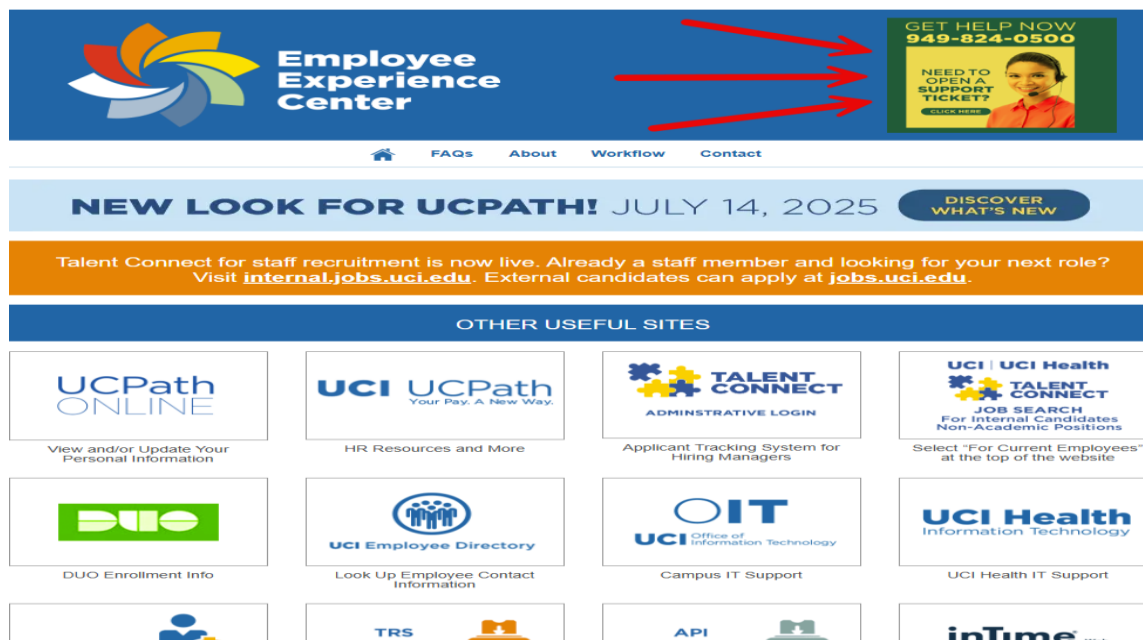 GET HELP NOW
949-824-0500
NEED TO
OPEN A
SUPPORT
TICKET?
CLICK HERE
Employee
Experience
Center
FAQs About Workflow Contact
NEW LOOK FOR UCPATH! JULY 14, 2025
DISCOVER
WHAT'S NEW
Talent Connect for staff recruitment is now live. Already a staff member and looking for your next role?
Visit internal.jobs.uci.edu. External candidates can apply at jobs.uci.edu.
OTHER USEFUL SITES
UCPath
ONLINE
View and/or Update Your
Personal Information
UCI UCPath
Your Pay. A New Way.
HR Resources and More
TALENT
CONNECT
ADMINSTRATIVE LOGIN
Applicant Tracking System for
Hiring Managers
UCI | UCI Health
TALENT
CONNECT
JOB SEARCH
For Internal Candidates
Non-Academic Positions
Select "For Current Employees"
at the top of the website
DUO
DUO Enrollment Info
UCI Employee Directory
Look Up Employee Contact
Information
OIT
UCI Office of
Information Technology
Campus IT Support
UCI Health
Information Technology
UCI Health IT Support
TRS
API
inTime